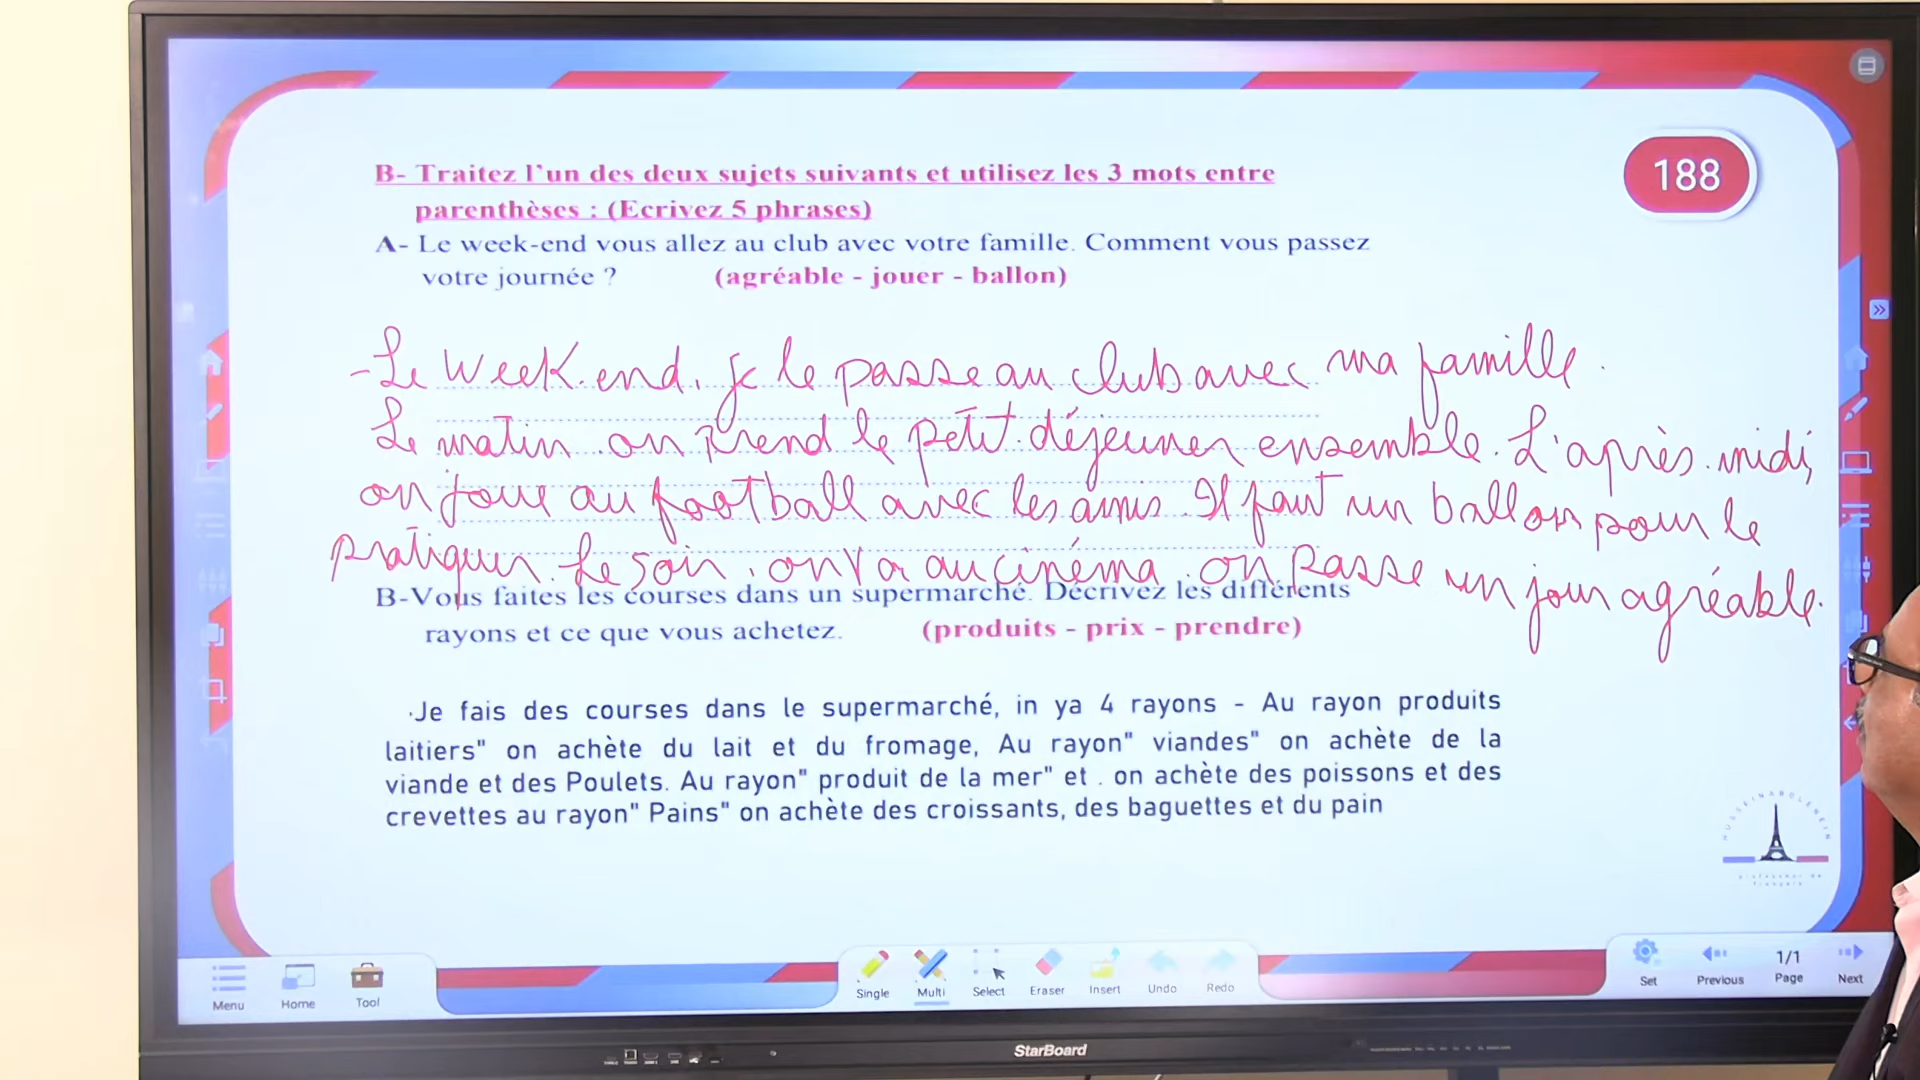 188
B- Traitez l'un des deux sujets suivants et utilisez les 3 mots entre
parenthèses : (Ecrivez 5 phrases)
A- Le week-end vous allez au club avec votre famille. Comment vous passez
votre journée ? (agréable - jouer - ballon)
- Le week.end, je le passe au club avec ma famille.
Le matin on prend le petit.déjeuner ensemble. L'après.midi,
on joue au football avec les amis. Il faut un ballon pour le
pratiquer. Le soir, on va au cinéma. on passe un jour agréable.
B-Vous faites les courses dans un supermarché. Décrivez les différents
rayons et ce que vous achetez. (produits - prix - prendre)
·Je fais des courses dans le supermarché, in ya 4 rayons - Au rayon produits
laitiers" on achète du lait et du fromage, Au rayon" viandes" on achète de la
viande et des Poulets. Au rayon" produit de la mer" et . on achète des poissons et des
crevettes au rayon" Pains" on achète des croissants, des baguettes et du pain
HUSSEINABOLENEIN
professeur de
français
Menu Home Tool Single Multi Select Eraser Insert Undo Redo Set Previous 1/1 Page Next
StarBoard